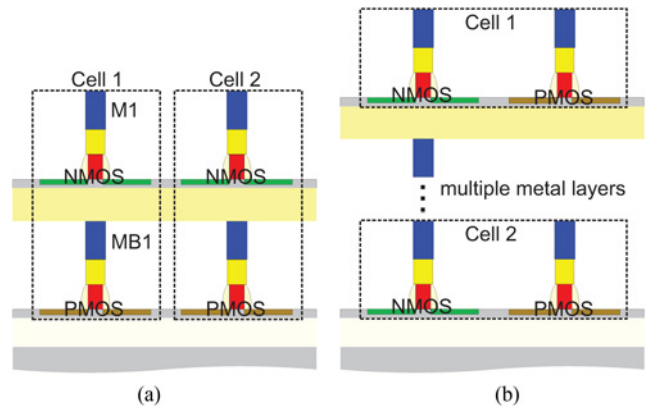 Cell 1
Cell 2
M1
NMOS
NMOS
MB1
PMOS
PMOS
(a)
Cell 1
NMOS
PMOS
multiple metal layers
Cell 2
NMOS
PMOS
(b)